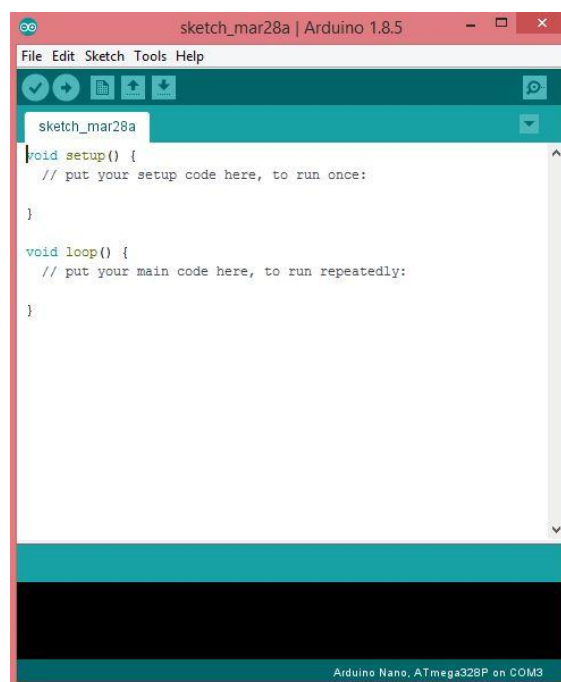 sketch_mar28a | Arduino 1.8.5
File Edit Sketch Tools Help
sketch_mar28a
void setup() {
  // put your setup code here, to run once:
}
void loop() {
  // put your main code here, to run repeatedly:
}
Arduino Nano, ATmega328P on COM3